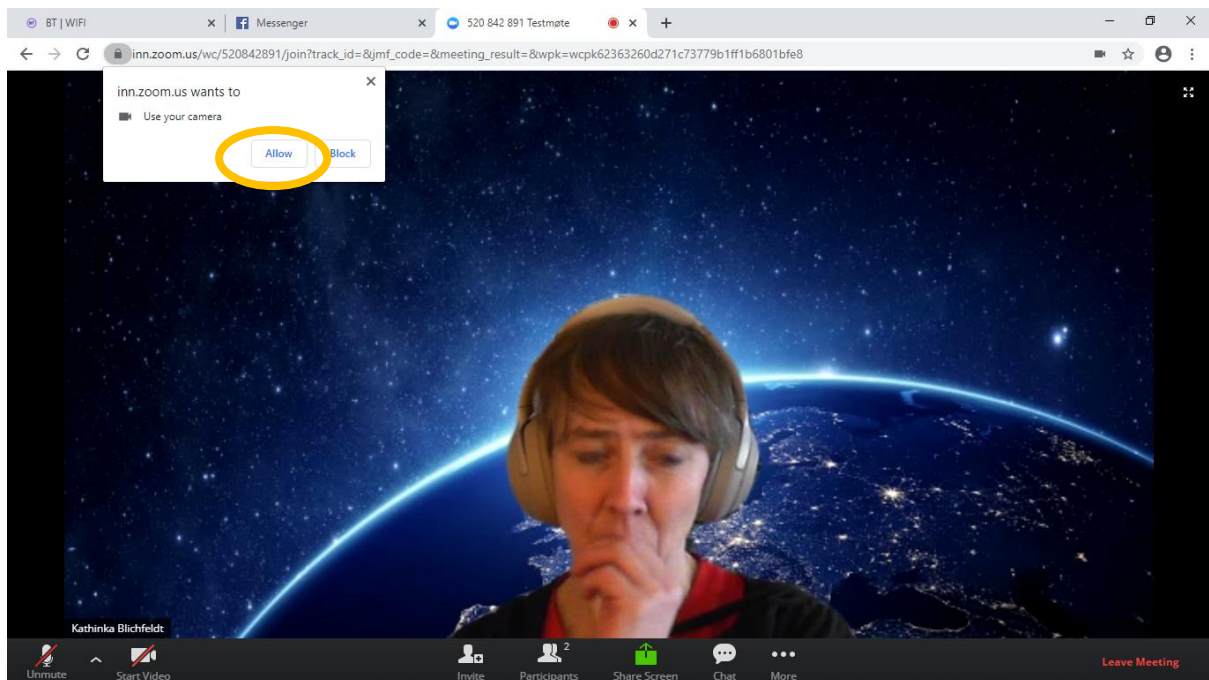 BT | WIFI
Messenger
520 842 891 Testmøte
inn.zoom.us/wc/520842891/join?track_id=&jmf_code=&meeting_result=&wpk=wcpk62363260d271c73779b1ff1b6801bfe8
inn.zoom.us wants to
Use your camera
Allow Block
Kathinka Blichfeldt
2
Unmute Start Video Invite Participants Share Screen Chat More Leave Meeting